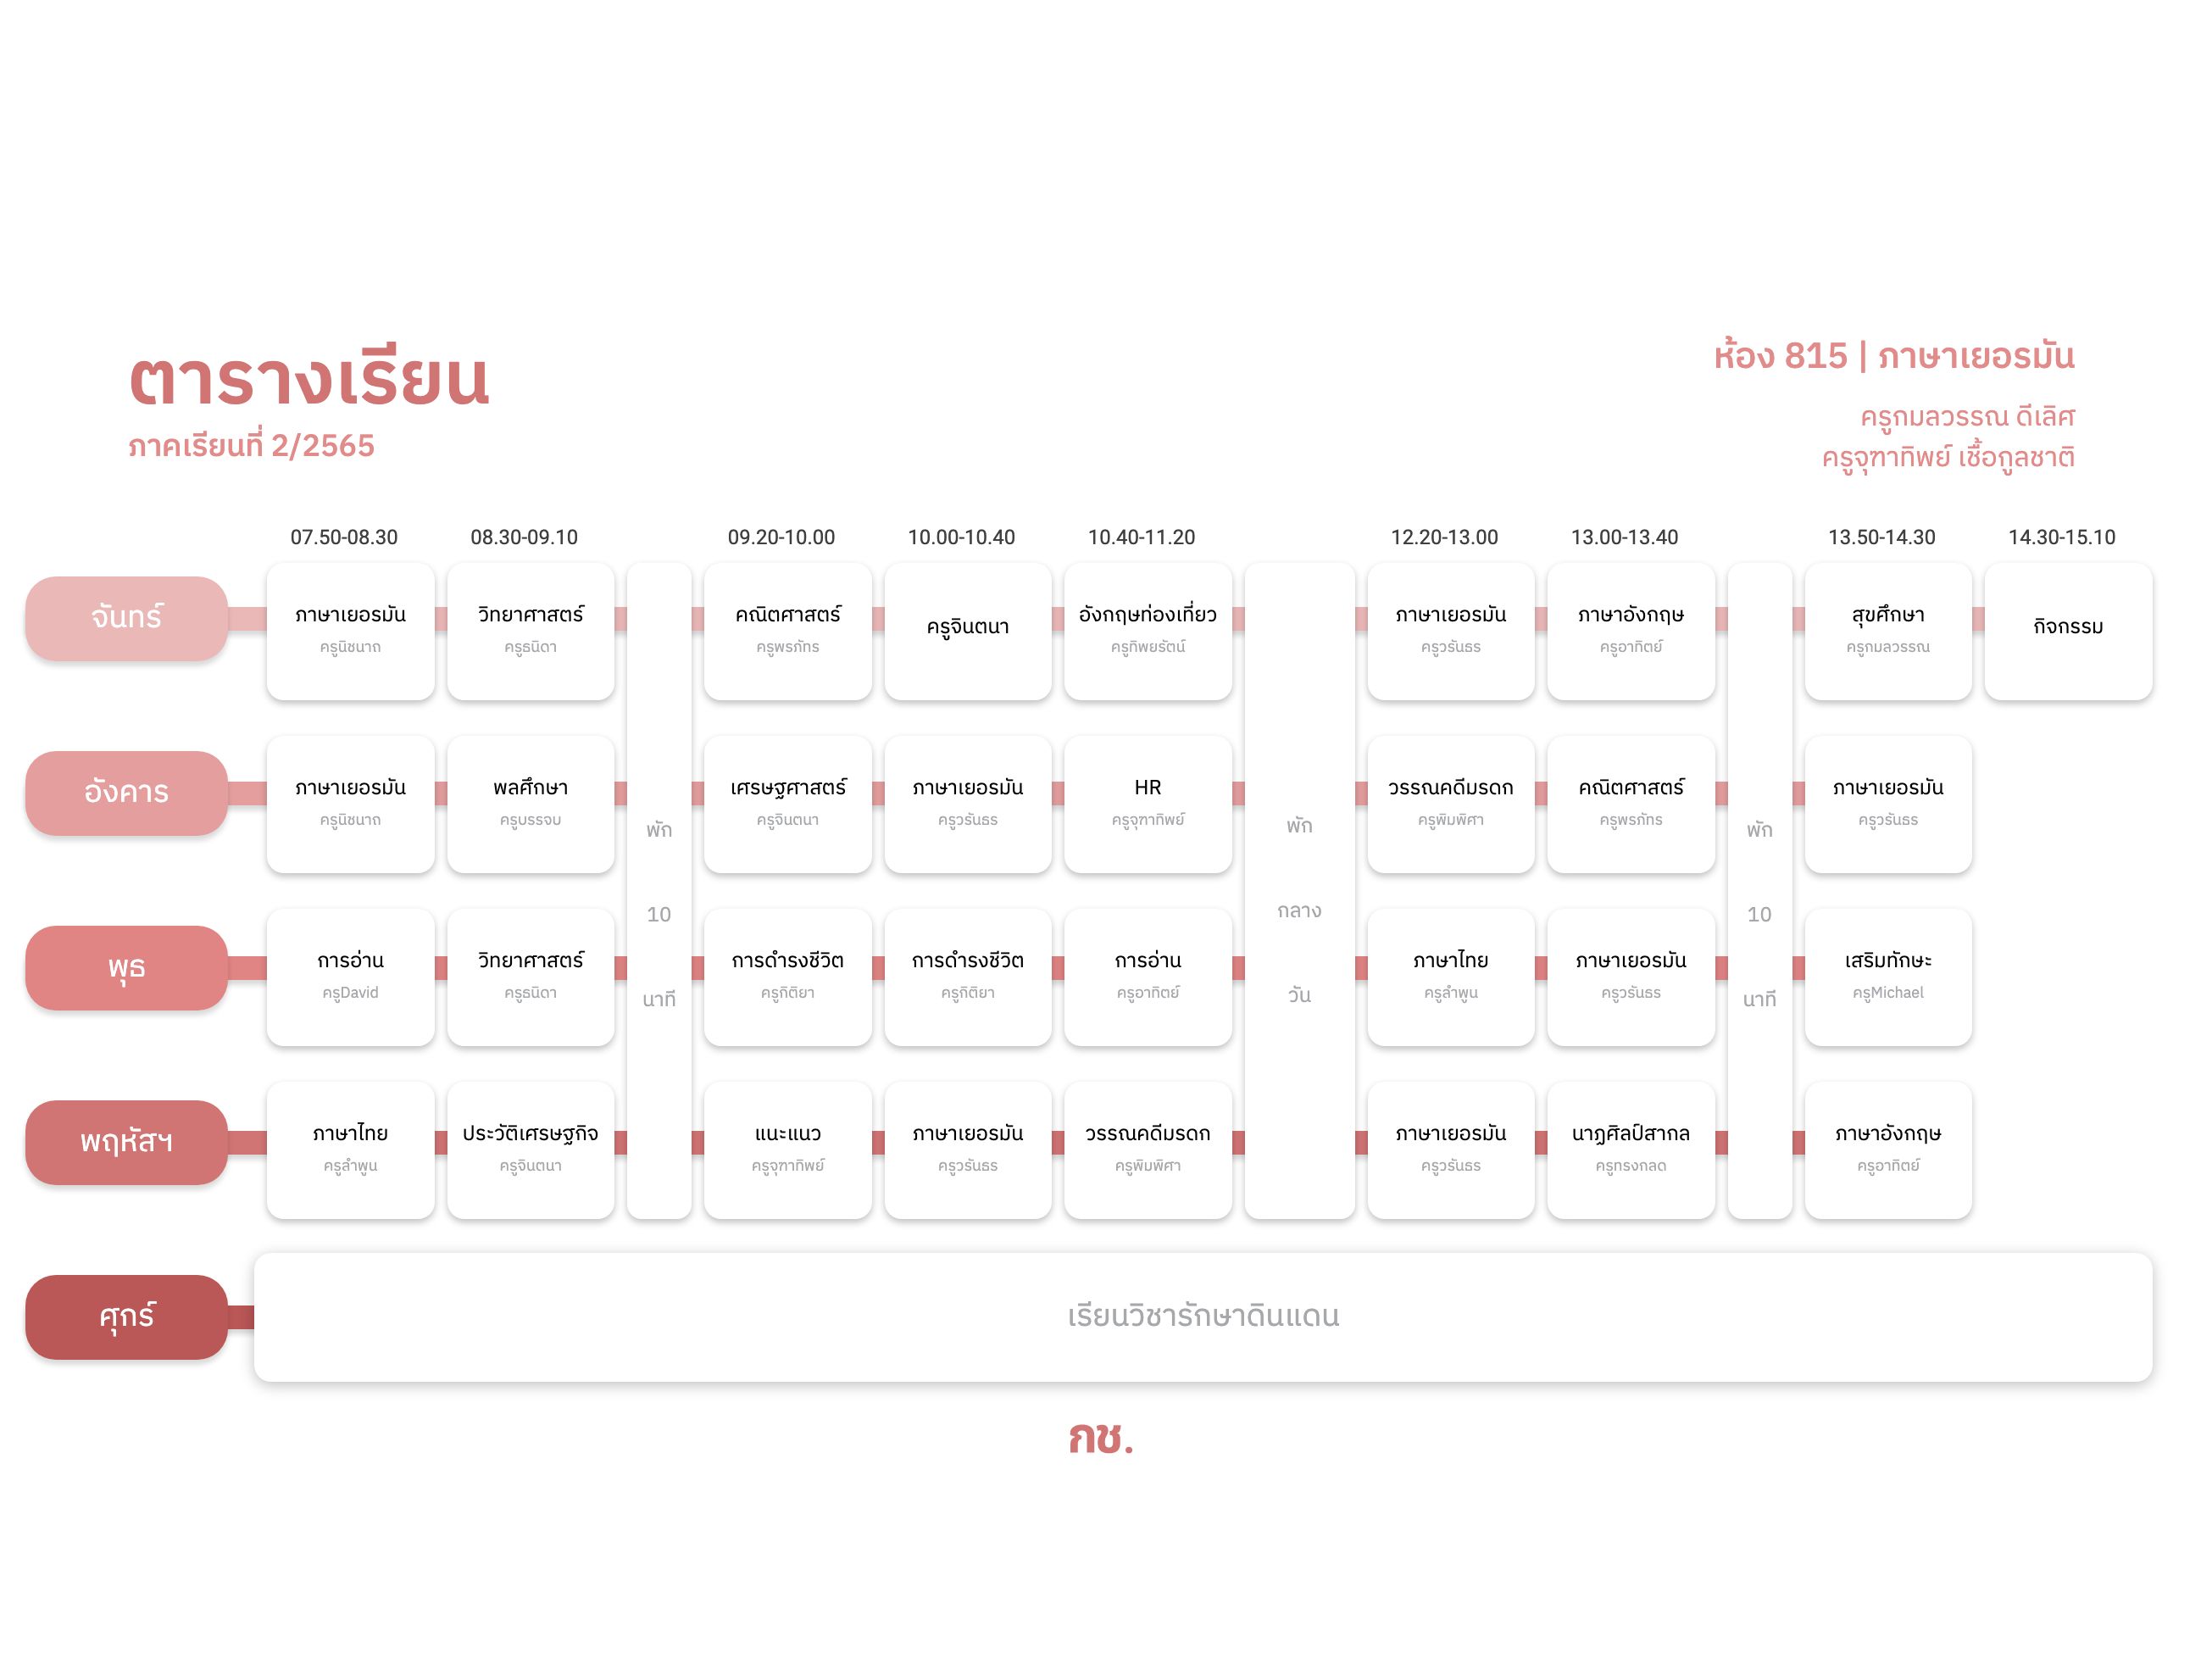 ตารางเรียน
ภาคเรียนที่ 2/2565
ห้อง 815 | ภาษาเยอรมัน
ครูกมลวรรณ ดีเลิศ
ครูจุฑาทิพย์ เชื้อกูลชาติ
07.50-08.30 08.30-09.10 09.20-10.00 10.00-10.40 10.40-11.20 12.20-13.00 13.00-13.40 13.50-14.30 14.30-15.10
จันทร์
ภาษาเยอรมัน วิทยาศาสตร์ คณิตศาสตร์ ครูจินตนา อังกฤษท่องเที่ยว ภาษาเยอรมัน ภาษาอังกฤษ สุขศึกษา กิจกรรม
ครูนิชนาถ ครูธนิดา ครูพรภัทร ครูทิพยรัตน์ ครูวรันธร ครูอาทิตย์ ครูกมลวรรณ
อังคาร
ภาษาเยอรมัน พลศึกษา เศรษฐศาสตร์ ภาษาเยอรมัน HR วรรณคดีมรดก คณิตศาสตร์ ภาษาเยอรมัน
ครูนิชนาถ ครูบรรจบ ครูจินตนา ครูวรันธร ครูจุฑาทิพย์ ครูพิมพิศา ครูพรภัทร ครูวรันธร
พัก
10
นาที
พัก
กลาง
วัน
พัก
10
นาที
พุธ
การอ่าน วิทยาศาสตร์ การดำรงชีวิต การดำรงชีวิต การอ่าน ภาษาไทย ภาษาเยอรมัน เสริมทักษะ
ครูDavid ครูธนิดา ครูกิติยา ครูกิติยา ครูอาทิตย์ ครูลำพูน ครูวรันธร ครูMichael
พฤหัสฯ
ภาษาไทย ประวัติเศรษฐกิจ แนะแนว ภาษาเยอรมัน วรรณคดีมรดก ภาษาเยอรมัน นาฏศิลป์สากล ภาษาอังกฤษ
ครูลำพูน ครูจินตนา ครูจุฑาทิพย์ ครูวรันธร ครูพิมพิศา ครูวรันธร ครูทรงกลด ครูอาทิตย์
ศุกร์
เรียนวิชารักษาดินแดน
กช.